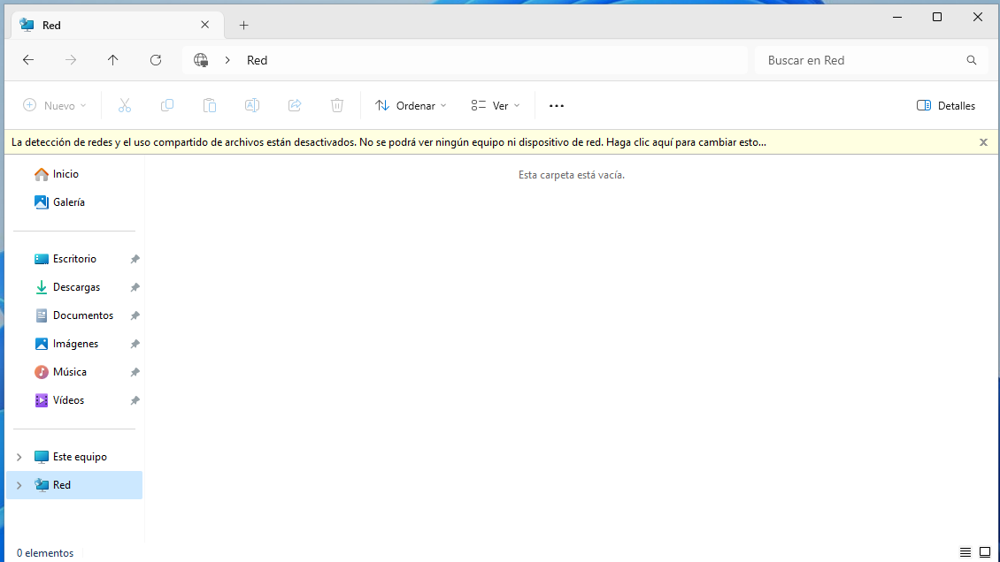 Red
Red
Buscar en Red
Nuevo
Ordenar
Ver
Detalles
La detección de redes y el uso compartido de archivos están desactivados. No se podrá ver ningún equipo ni dispositivo de red. Haga clic aquí para cambiar esto...
Inicio
Galería
Escritorio
Descargas
Documentos
Imágenes
Música
Vídeos
Este equipo
Red
Esta carpeta está vacía.
0 elementos